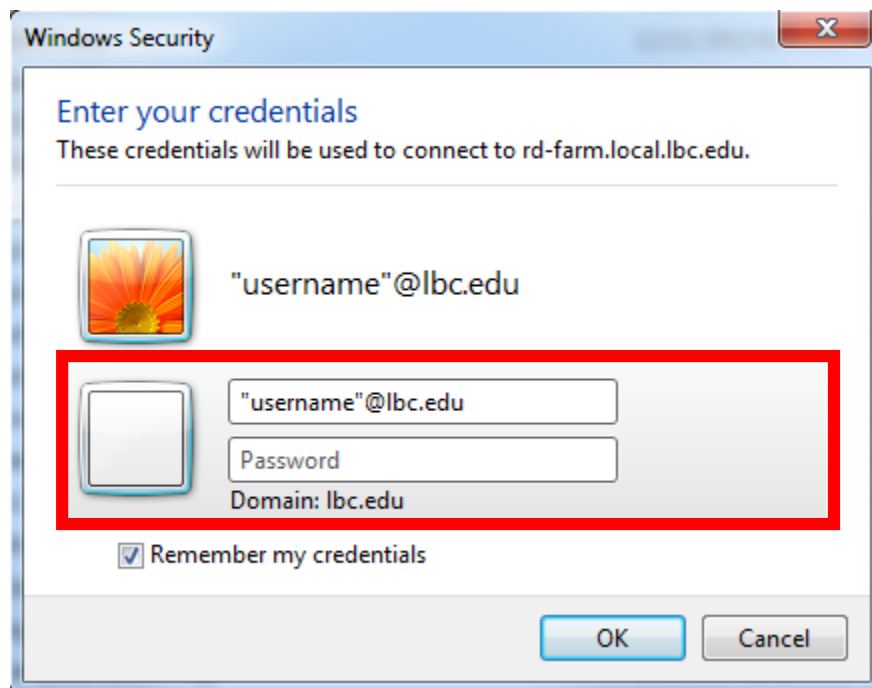 Windows Security
Enter your credentials
These credentials will be used to connect to rd-farm.local.lbc.edu.
"username"@lbc.edu
"username"@lbc.edu
Password
Domain: lbc.edu
Remember my credentials
OK Cancel